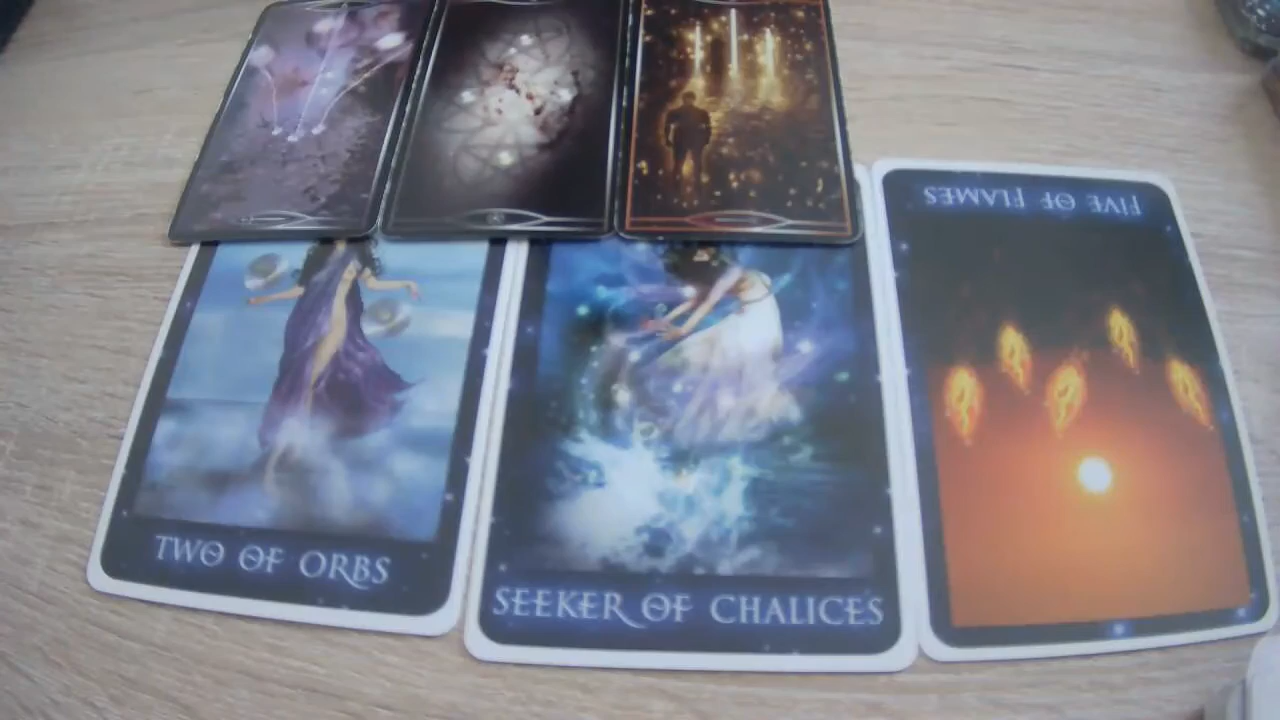 TWO OF ORBS
SEEKER OF CHALICES
FIVE OF FLAMES